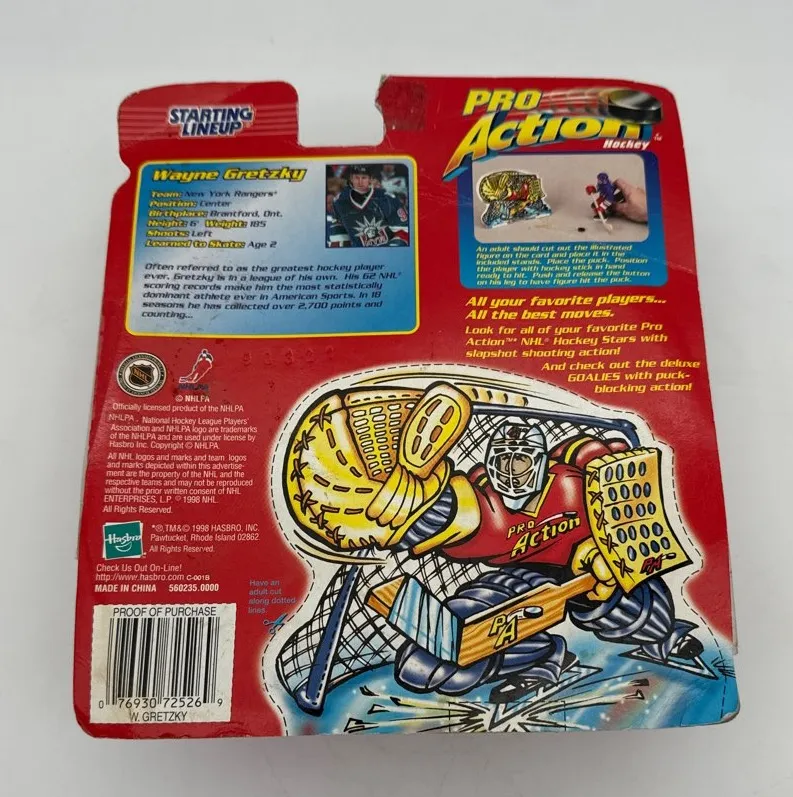 STARTING
LINEUP
Wayne Gretzky
Team: New York Rangers
Position: Center
Birthplace: Brantford, Ont.
Height: 6' Weight: 185
Shoots: Left
Learned to Skate: Age 2
Often referred to as the greatest hockey player
ever, Gretzky is in a league of his own. His 62 NHL
scoring records make him the most statistically
dominant athlete ever in American Sports. In 18
seasons he has collected over 2,700 points and
counting...
PRO
Action
Hockey
An adult should cut out the illustrated
figure on the card and place it in the
included stands. Place the puck. Position
the player with hockey stick in hand
ready to hit. Push and release the button
on his leg to have figure hit the puck.
All your favorite players...
All the best moves.
Look for all of your favorite Pro
Action™ NHL Hockey Stars with
slapshot shooting action!
And check out the deluxe
GOALIES with puck-
blocking action!
NHL
NHLPA
© NHLPA
Officially licensed product of the NHLPA
NHLPA, National Hockey League Players'
Association and NHLPA logo are trademarks
of the NHLPA and are used under license by
Hasbro Inc. Copyright © NHLPA.
All NHL logos and marks and team logos
and marks depicted within this advertise-
ment are the property of the NHL and the
respective teams and may not be reproduced
without the prior written consent of NHL
ENTERPRISES, L.P. © 1998 NHL.
All Rights Reserved.
Hasbro
*®,TM&© 1998 HASBRO, INC.
Pawtucket, Rhode Island 02862
All Rights Reserved.
Check Us Out On-Line!
http://www.hasbro.com C-001B
MADE IN CHINA 560235.0000
Have an
adult cut out
along dotted
lines.
PROOF OF PURCHASE
0 76930 72526 9
W. GRETZKY
PRO
Action
PA
PA